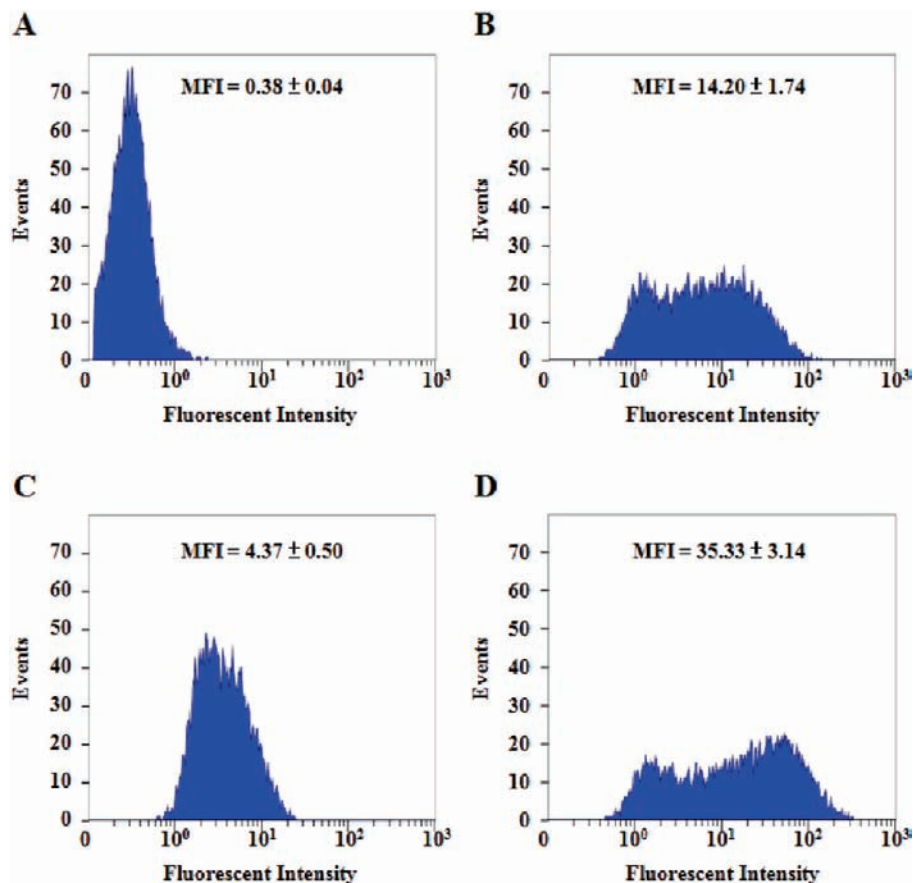 A
MFI = 0.38 ± 0.04
70
60
50
40
30
20
10
0
Events
0 10⁰ 10¹ 10² 10³
Fluorescent Intensity
B
MFI = 14.20 ± 1.74
70
60
50
40
30
20
10
0
Events
0 10⁰ 10¹ 10² 10³
Fluorescent Intensity
C
MFI = 4.37 ± 0.50
70
60
50
40
30
20
10
0
Events
0 10⁰ 10¹ 10² 10³
Fluorescent Intensity
D
MFI = 35.33 ± 3.14
70
60
50
40
30
20
10
0
Events
0 10⁰ 10¹ 10² 10³
Fluorescent Intensity